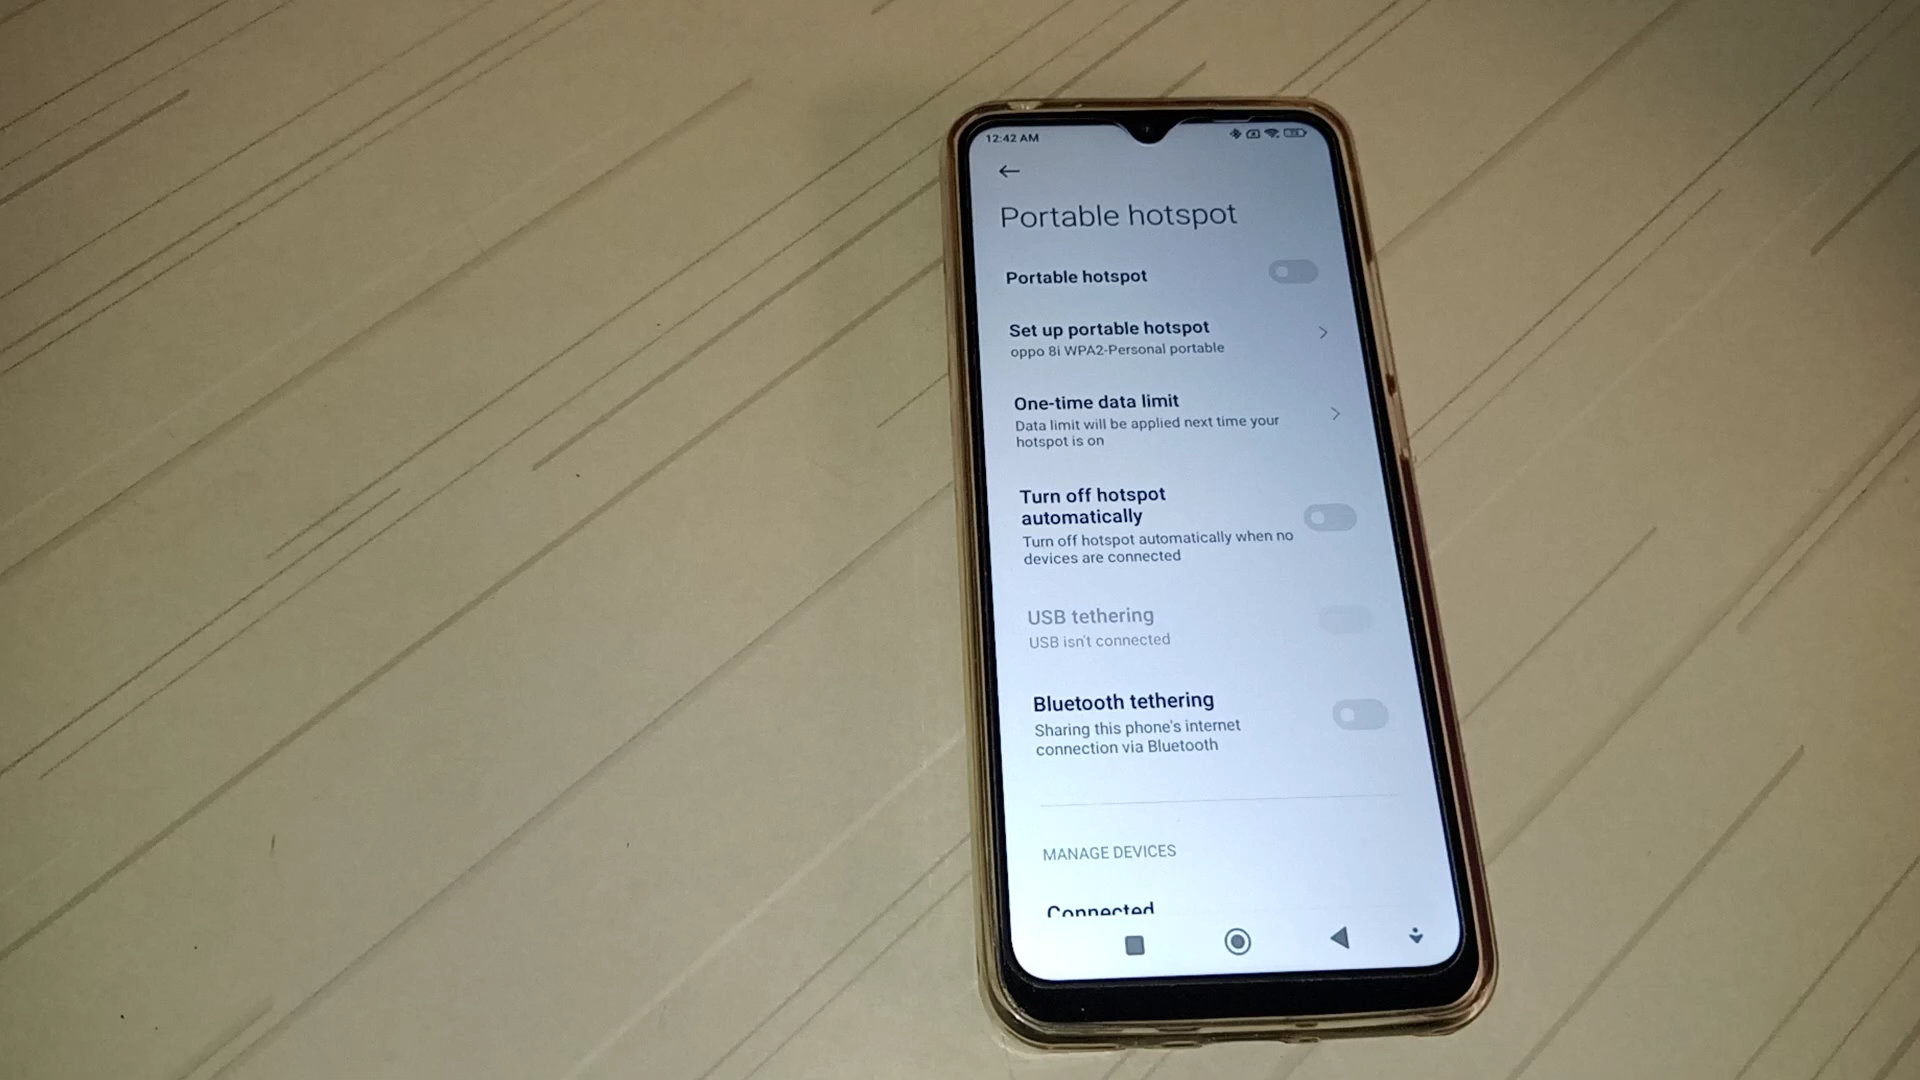 12:42 AM
Portable hotspot
Portable hotspot
Set up portable hotspot
oppo 8i WPA2-Personal portable
One-time data limit
Data limit will be applied next time your
hotspot is on
Turn off hotspot
automatically
Turn off hotspot automatically when no
devices are connected
USB tethering
USB isn't connected
Bluetooth tethering
Sharing this phone's internet
connection via Bluetooth
MANAGE DEVICES
Connected